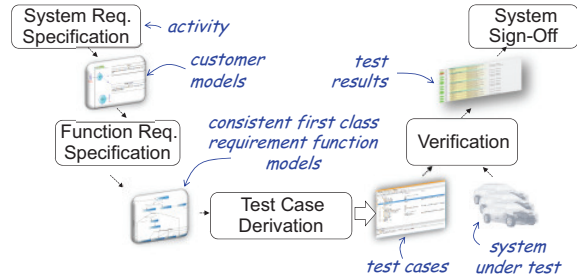 System Req.
Specification
activity
customer
models
Function Req.
Specification
consistent first class
requirement function
models
Test Case
Derivation
test cases
system
under test
Verification
test
results
System
Sign-Off